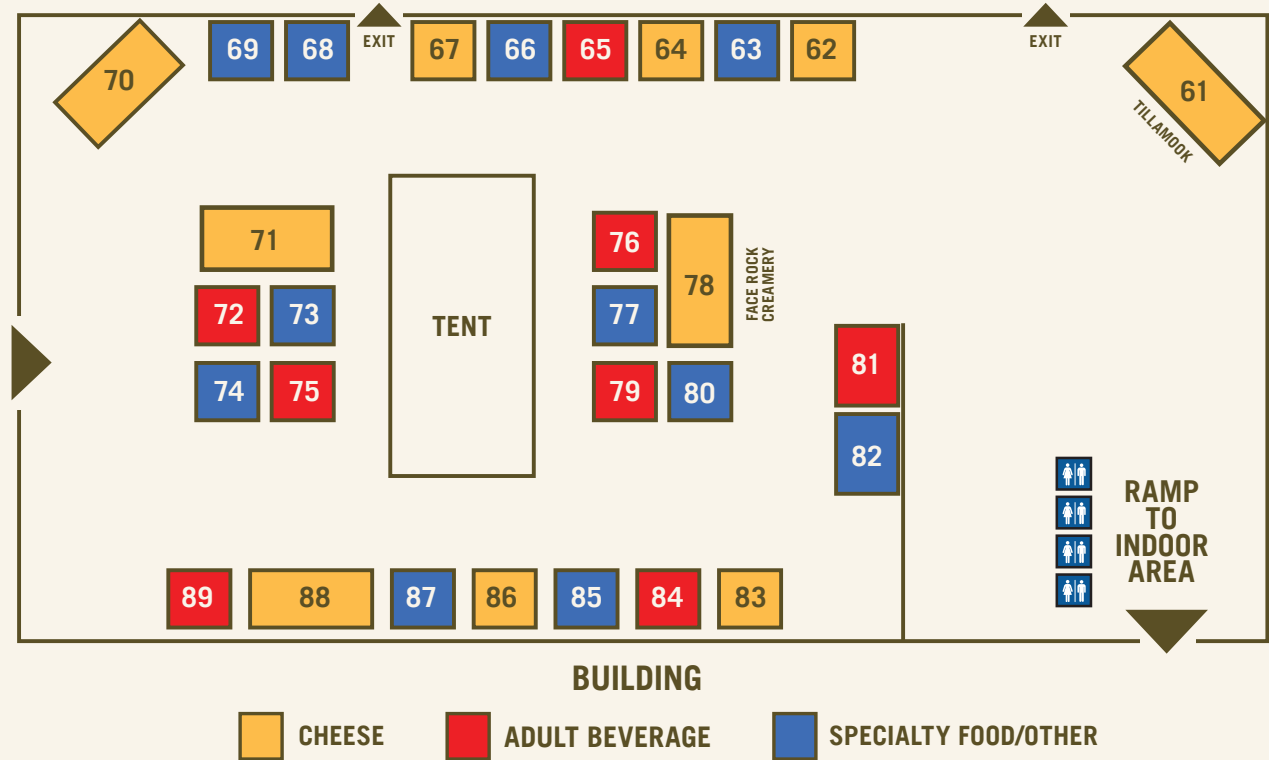 EXIT
EXIT
69
68
67
66
65
64
63
62
70
61
TILLAMOOK
71
76
78
FACE ROCK
CREAMERY
72
73
77
TENT
74
75
79
80
81
82
RAMP
TO
INDOOR
AREA
89
88
87
86
85
84
83
BUILDING
CHEESE
ADULT BEVERAGE
SPECIALTY FOOD/OTHER